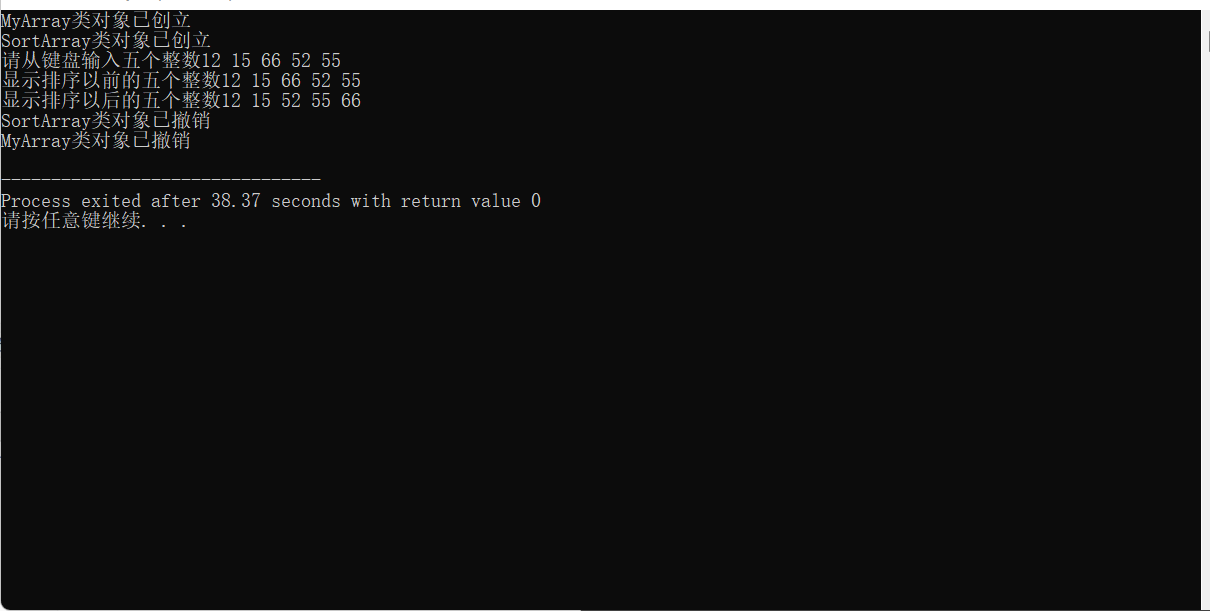 MyArray类对象已创立
SortArray类对象已创立
请从键盘输入五个整数12 15 66 52 55
显示排序以前的五个整数12 15 66 52 55
显示排序以后的五个整数12 15 52 55 66
SortArray类对象已撤销
MyArray类对象已撤销
--------------------------------
Process exited after 38.37 seconds with return value 0
请按任意键继续. . .